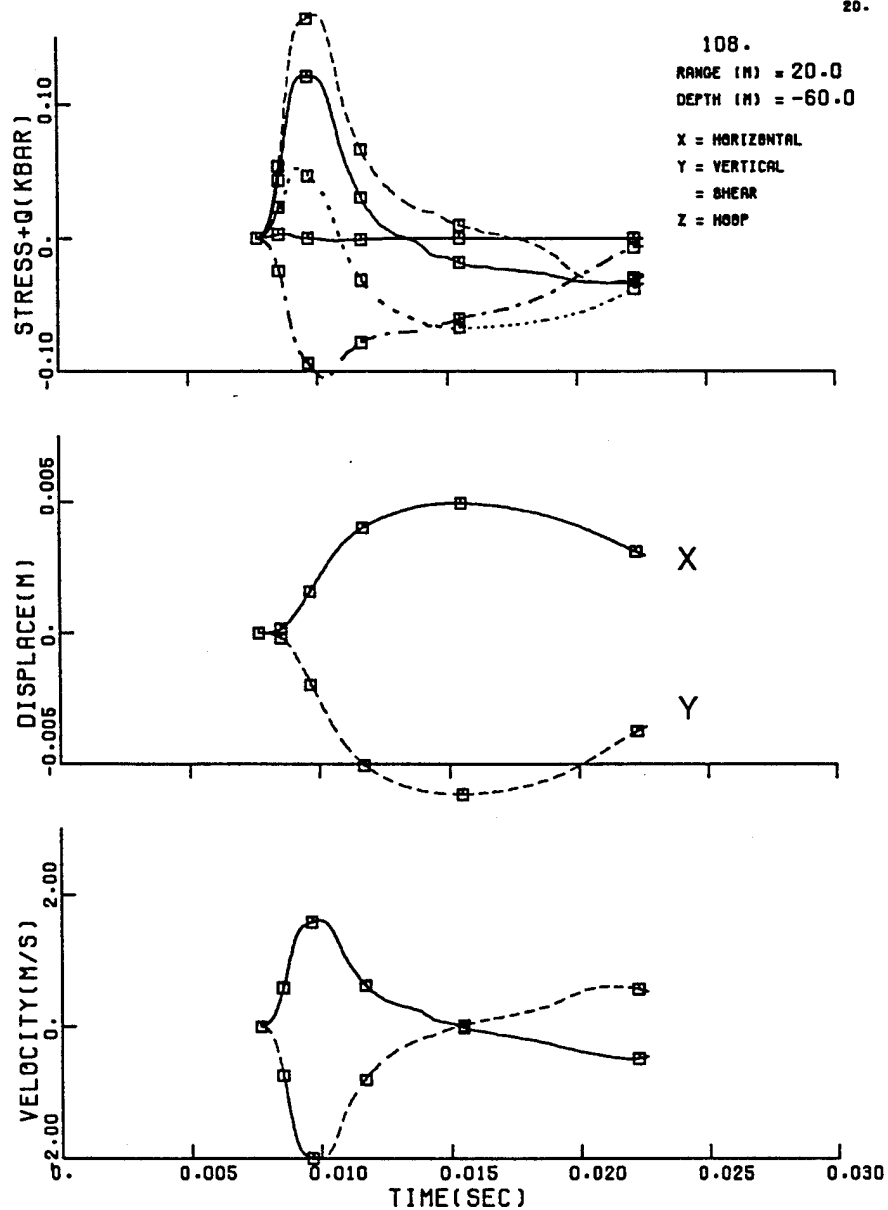 20.
108.
RANGE (M) = 20.0
DEPTH (M) = -60.0
X = HORIZONTAL
Y = VERTICAL
= SHEAR
Z = HOOP
STRESS+Q(KBAR)
0.10
0.
-0.10
DISPLACE(M)
0.005
0.
-0.005
X
Y
VELOCITY(M/S)
2.00
0.
-2.00
0.
0.005
0.010
0.015
0.020
0.025
0.030
TIME(SEC)